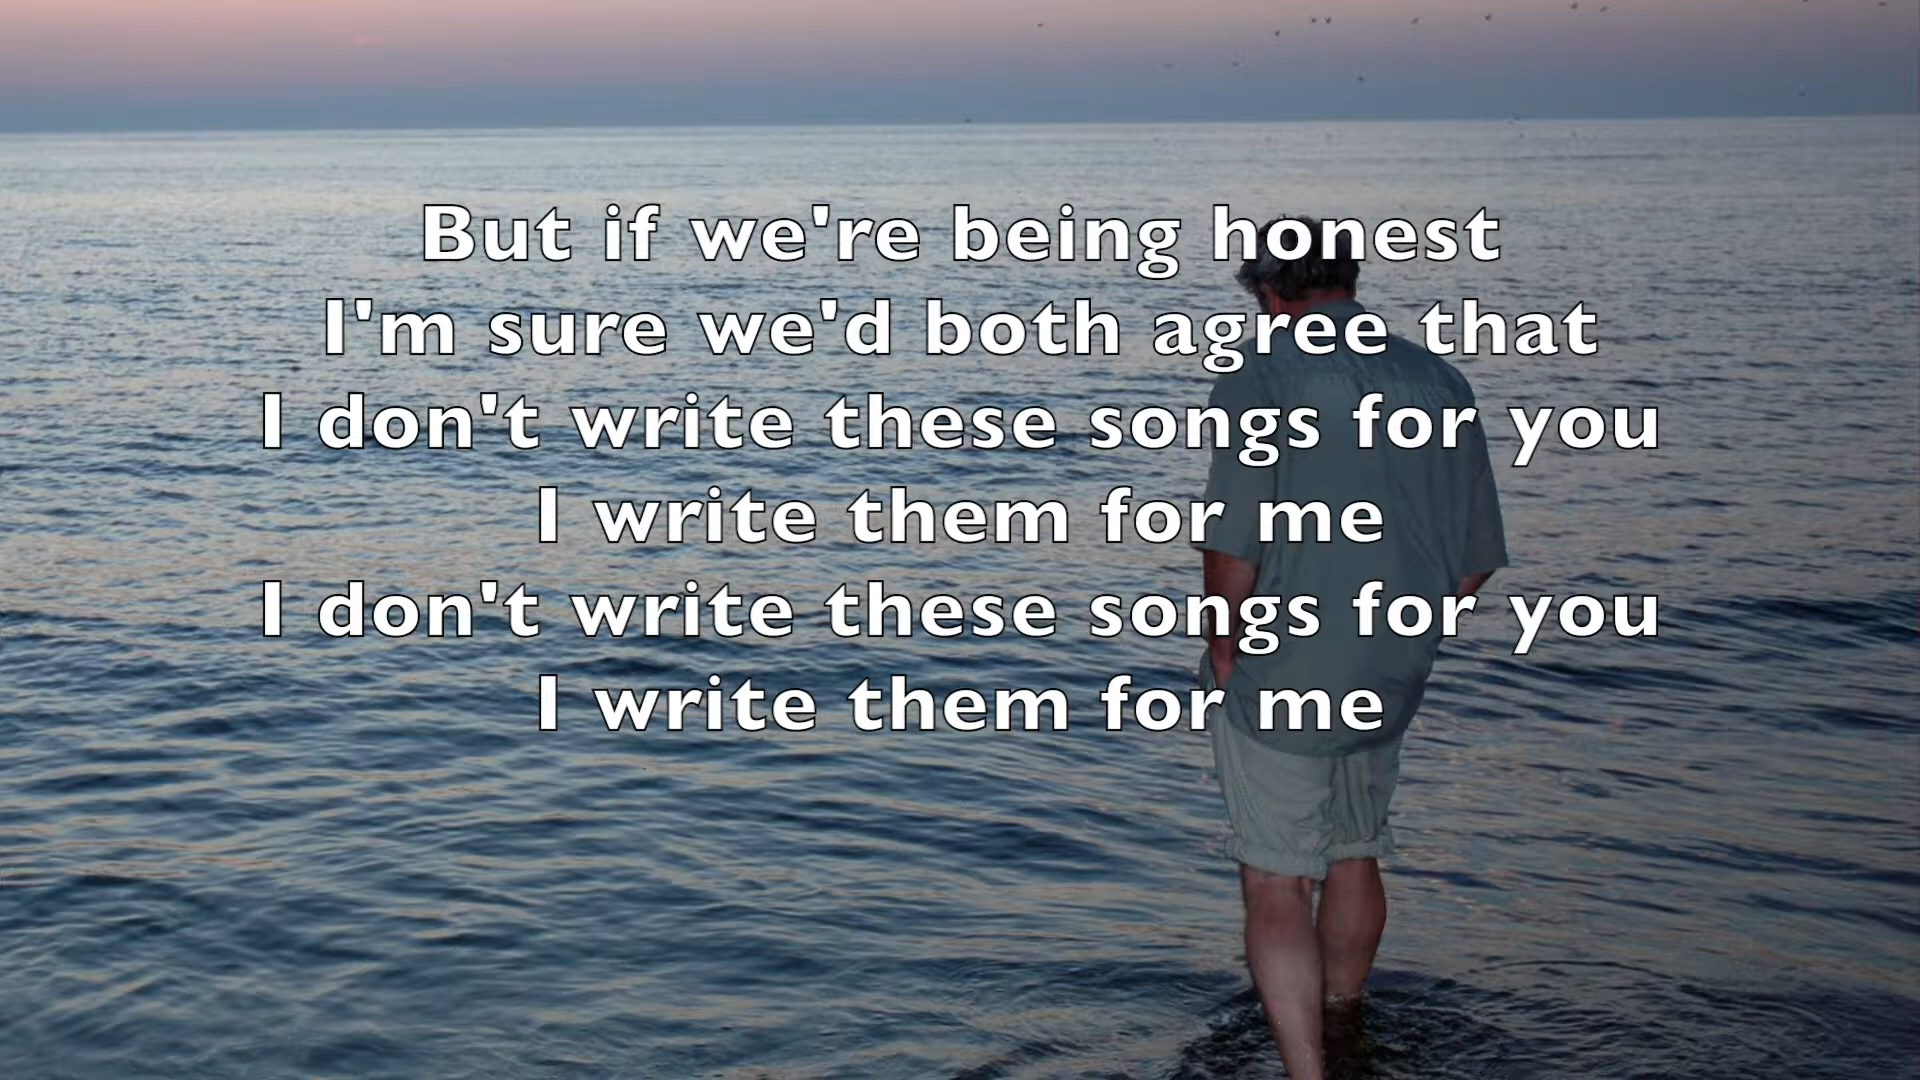 But if we're being honest
I'm sure we'd both agree that
I don't write these songs for you
I write them for me
I don't write these songs for you
I write them for me